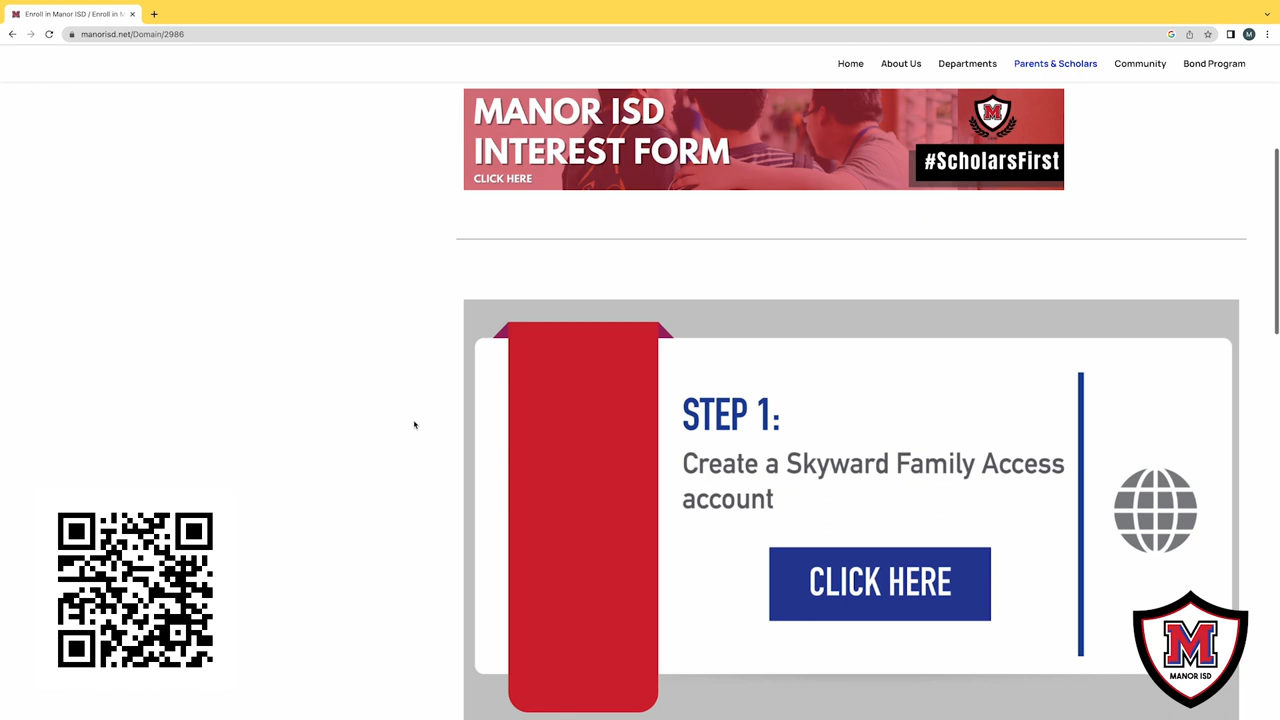 Enroll in Manor ISD / Enroll in M
manorisd.net/Domain/2986
M
Home About Us Departments Parents & Scholars Community Bond Program
MANOR ISD
INTEREST FORM
CLICK HERE
M
#ScholarsFirst
STEP 1:
Create a Skyward Family Access
account
CLICK HERE
M
MANOR ISD